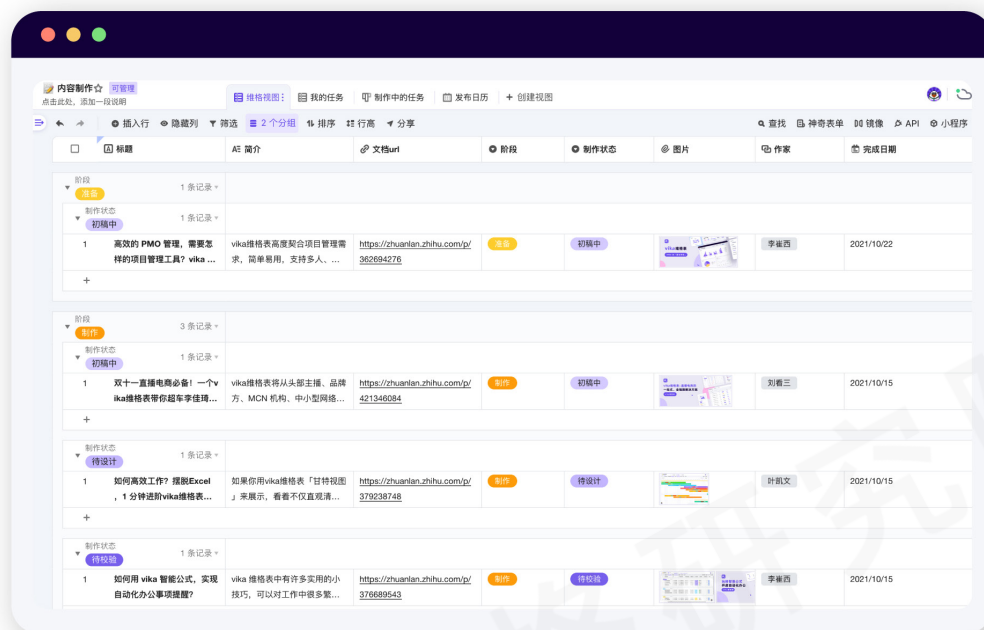 内容制作 可管理
点击此处，添加一段说明
维格视图 我的任务 制作中的任务 发布日历 + 创建视图
插入行 隐藏列 筛选 2 个分组 排序 行高 分享 查找 神奇表单 镜像 API 小程序
标题 简介 文档url 阶段 制作状态 图片 作家 完成日期
阶段
准备 1 条记录
制作状态
初稿中 1 条记录
1 高效的 PMO 管理，需要怎 vika维格表高度契合项目管理需 https://zhuanlan.zhihu.com/p/ 准备 初稿中 李崔西 2021/10/22
样的项目管理工具？vika ... 求，简单易用，支持多人、... 362694276
+
阶段
制作 3 条记录
制作状态
初稿中 1 条记录
1 双十一直播电商必备！一个v vika维格表将从头部主播、品牌 https://zhuanlan.zhihu.com/p/ 制作 初稿中 刘看三 2021/10/15
ika维格表带你超车李佳琦... 方、MCN 机构、中小型网络... 421346084
+
制作状态
待设计 1 条记录
1 如何高效工作？摆脱Excel 如果你用vika维格表「甘特视图 https://zhuanlan.zhihu.com/p/ 制作 待设计 叶凯文 2021/10/15
，1 分钟进阶vika维格表... 」来展示，看着不仅直观清... 379238748
+
制作状态
待校验 1 条记录
1 如何用 vika 智能公式，实现 vika 维格表中有许多实用的小 https://zhuanlan.zhihu.com/p/ 制作 待校验 李崔西 2021/10/15
自动化办公事项提醒？ 技巧，可以对工作中很多繁... 376689543